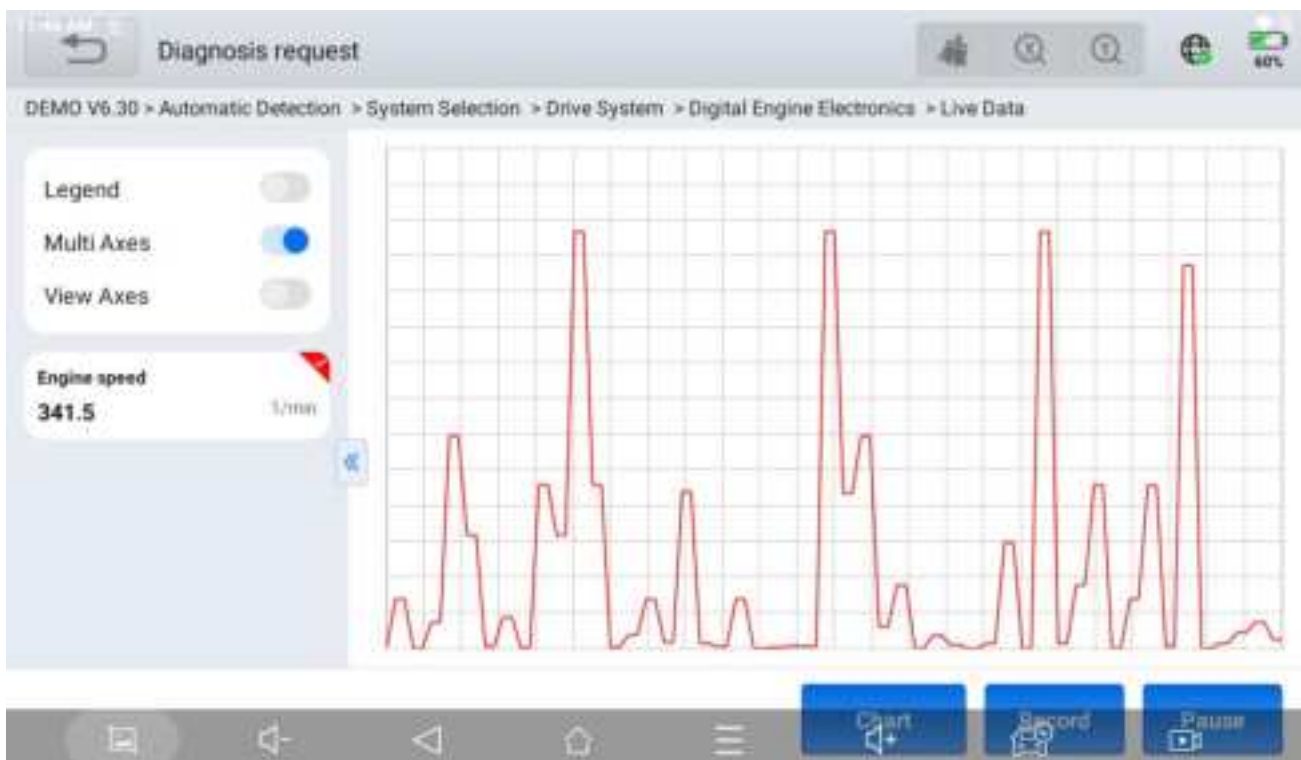 Diagnosis request
60%
DEMO V6.30 > Automatic Detection > System Selection > Drive System > Digital Engine Electronics > Live Data
Legend
Multi Axes
View Axes
Engine speed
341.5 1/min
Chart Record Pause